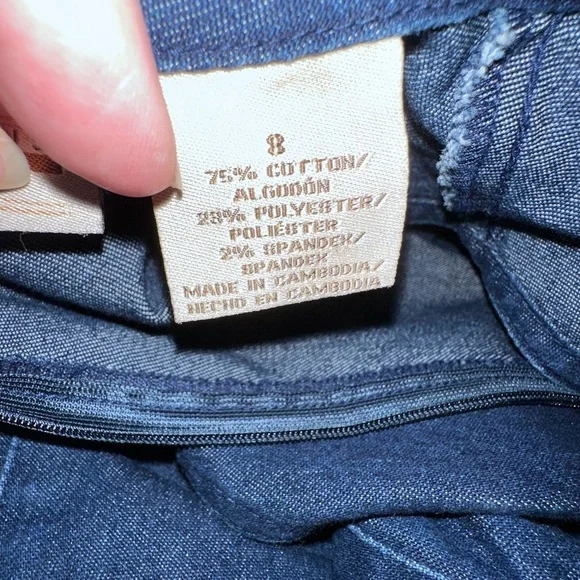 8
75% COTTON/
ALGODÓN
23% POLYESTER/
POLIÉSTER
2% SPANDEX/
SPANDEX
MADE IN CAMBODIA/
HECHO EN CAMBODIA